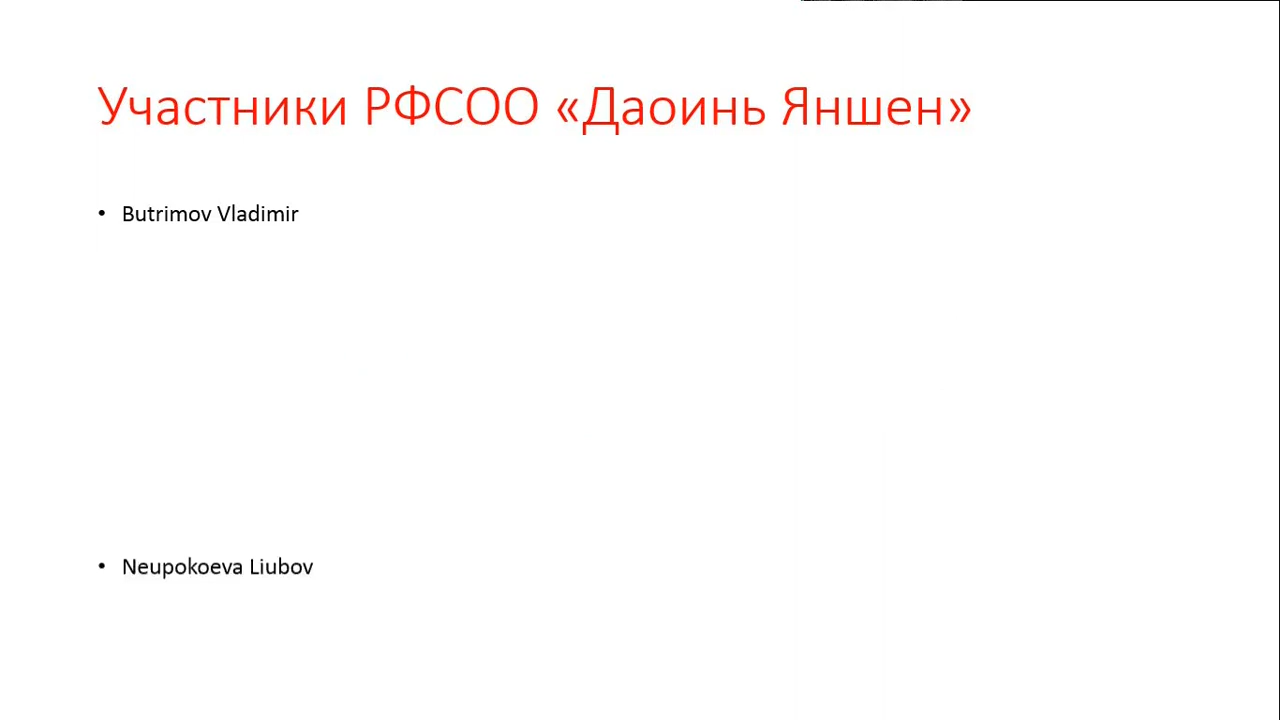 Участники РФСОО «Даоинь Яншен»
• Butrimov Vladimir
• Neupokoeva Liubov